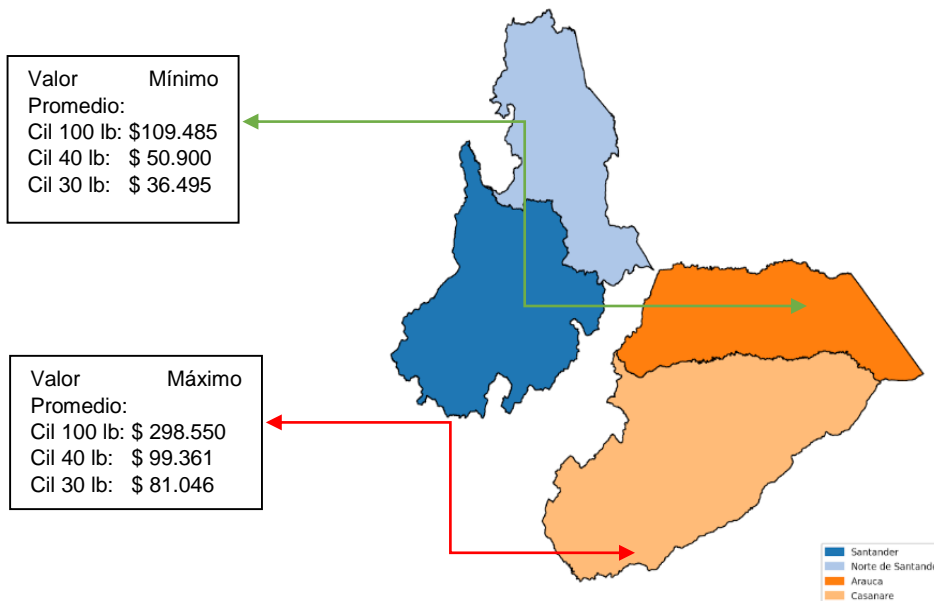 Valor Mínimo
Promedio:
Cil 100 lb: $109.485
Cil 40 lb: $ 50.900
Cil 30 lb: $ 36.495
Valor Máximo
Promedio:
Cil 100 lb: $ 298.550
Cil 40 lb: $ 99.361
Cil 30 lb: $ 81.046
Santander
Norte de Santande
Arauca
Casanare